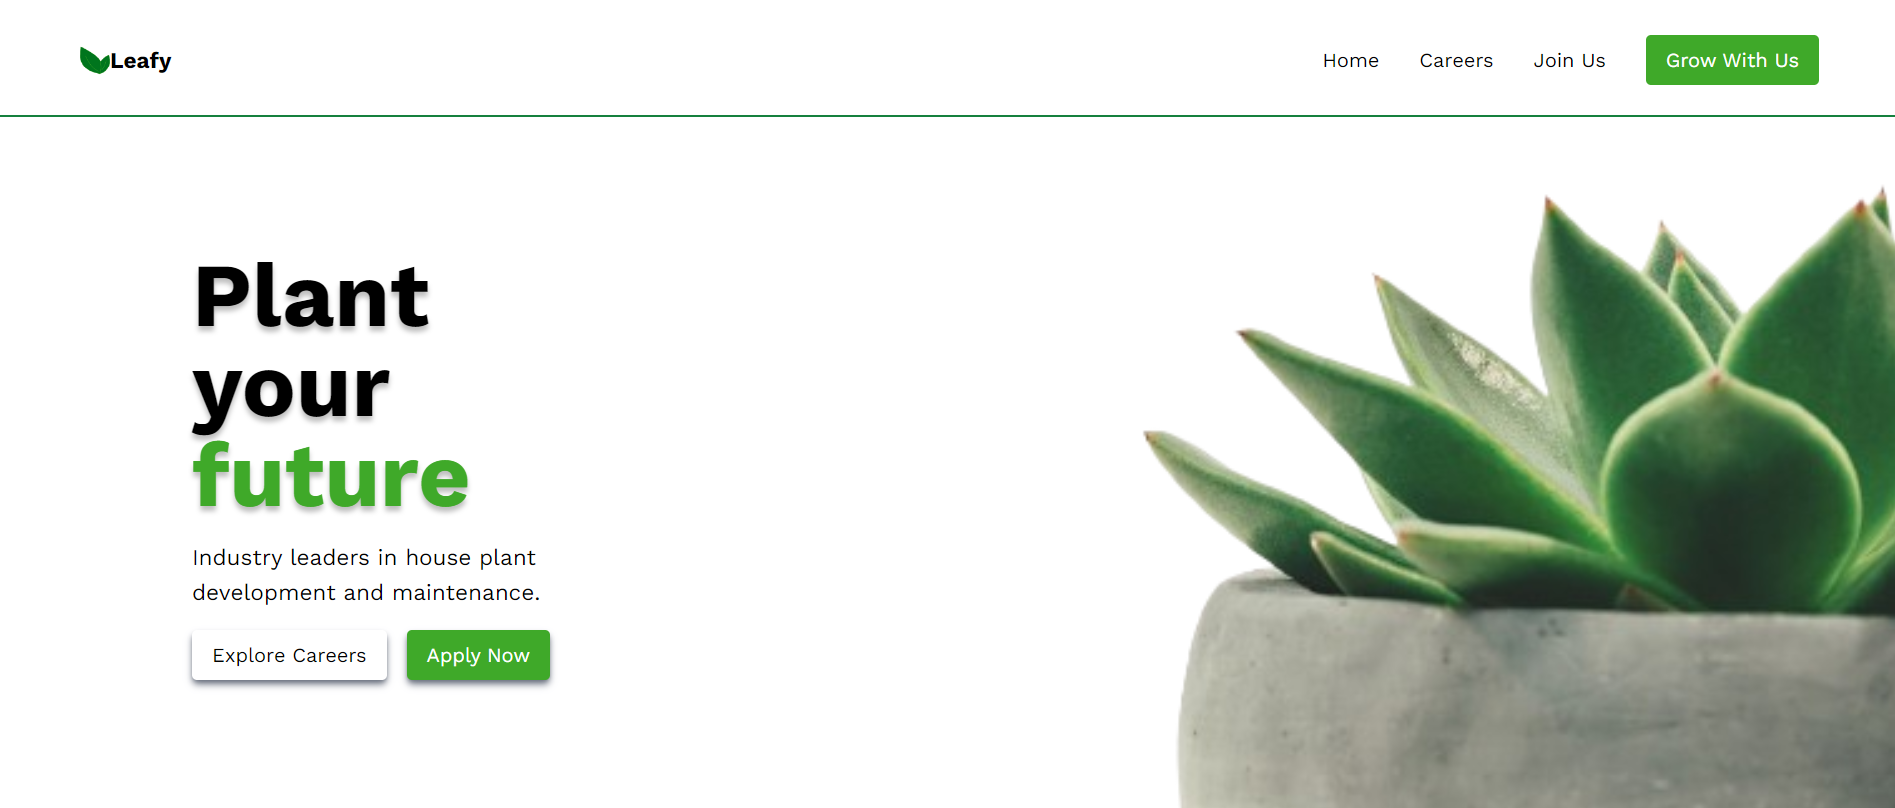 Leafy
Home Careers Join Us Grow With Us
Plant
your
future
Industry leaders in house plant
development and maintenance.
Explore Careers Apply Now